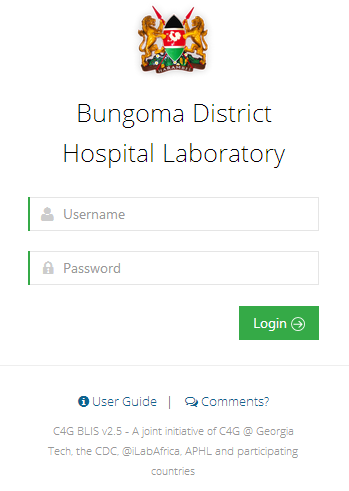 HARAMBEE
Bungoma District
Hospital Laboratory
Username
Password
Login
User Guide | Comments?
C4G BLIS v2.5 - A joint initiative of C4G @ Georgia
Tech, the CDC, @iLabAfrica, APHL and participating
countries